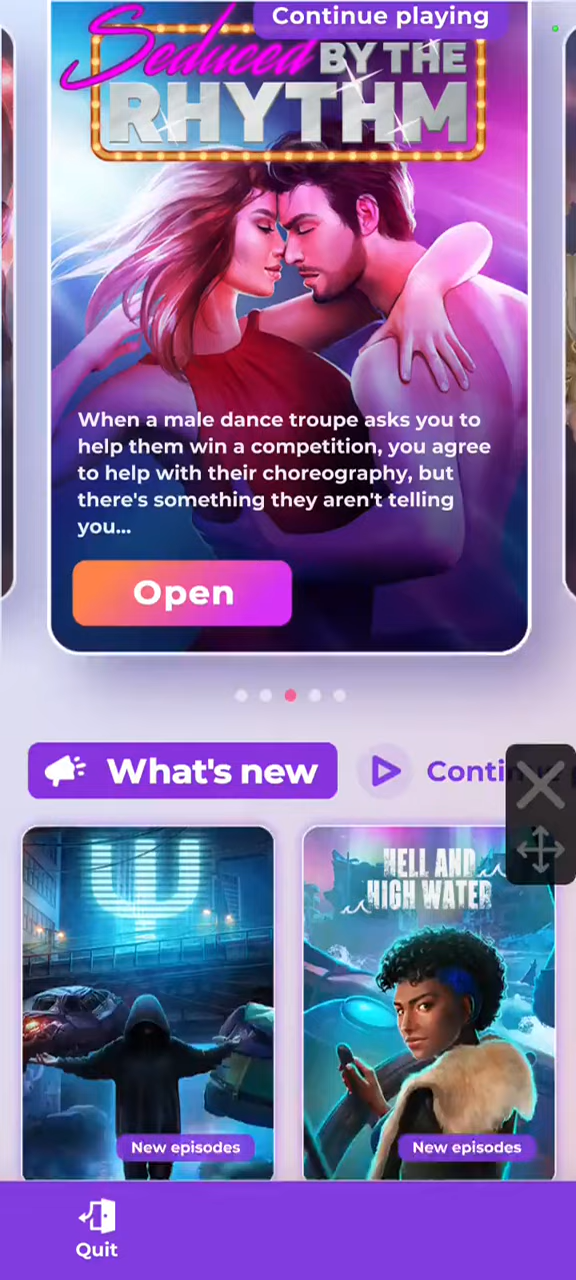 Continue playing
Seduced BY THE
RHYTHM
When a male dance troupe asks you to
help them win a competition, you agree
to help with their choreography, but
there's something they aren't telling
you...
Open
What's new
Contin
HELL AND
HIGH WATER
New episodes
New episodes
Quit